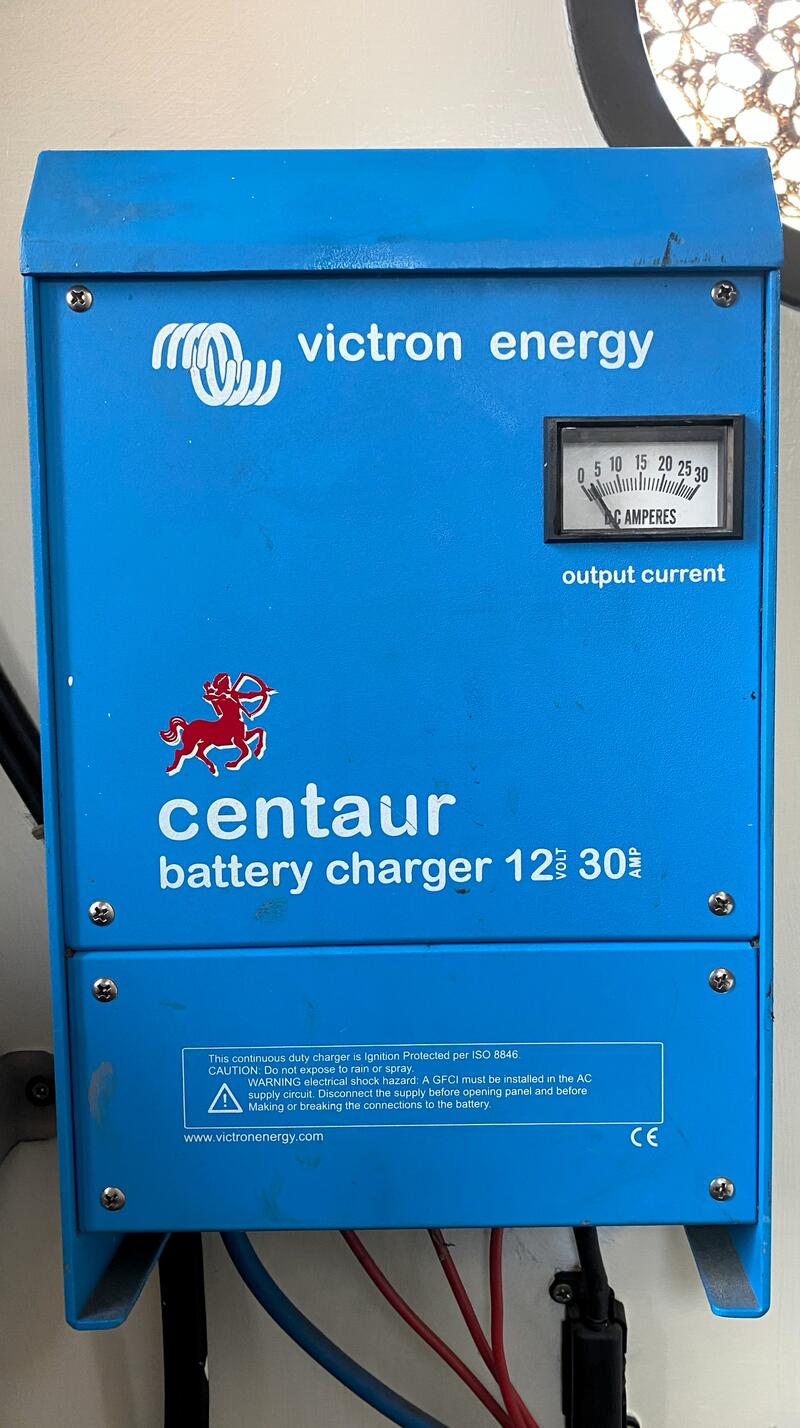 victron energy
0 5 10 15 20 25 30
DC AMPERES
output current
centaur
battery charger 12 VOLT 30 AMP
This continuous duty charger is Ignition Protected per ISO 8846.
CAUTION: Do not expose to rain or spray.
WARNING electrical shock hazard: A GFCI must be installed in the AC
supply circuit. Disconnect the supply before opening panel and before
Making or breaking the connections to the battery.
www.victronenergy.com
CE